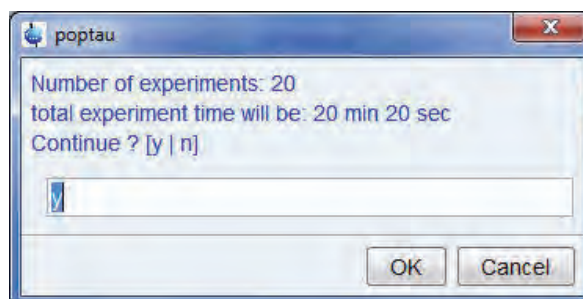 poptau
Number of experiments: 20
total experiment time will be: 20 min 20 sec
Continue ? [y | n]
y
OK Cancel